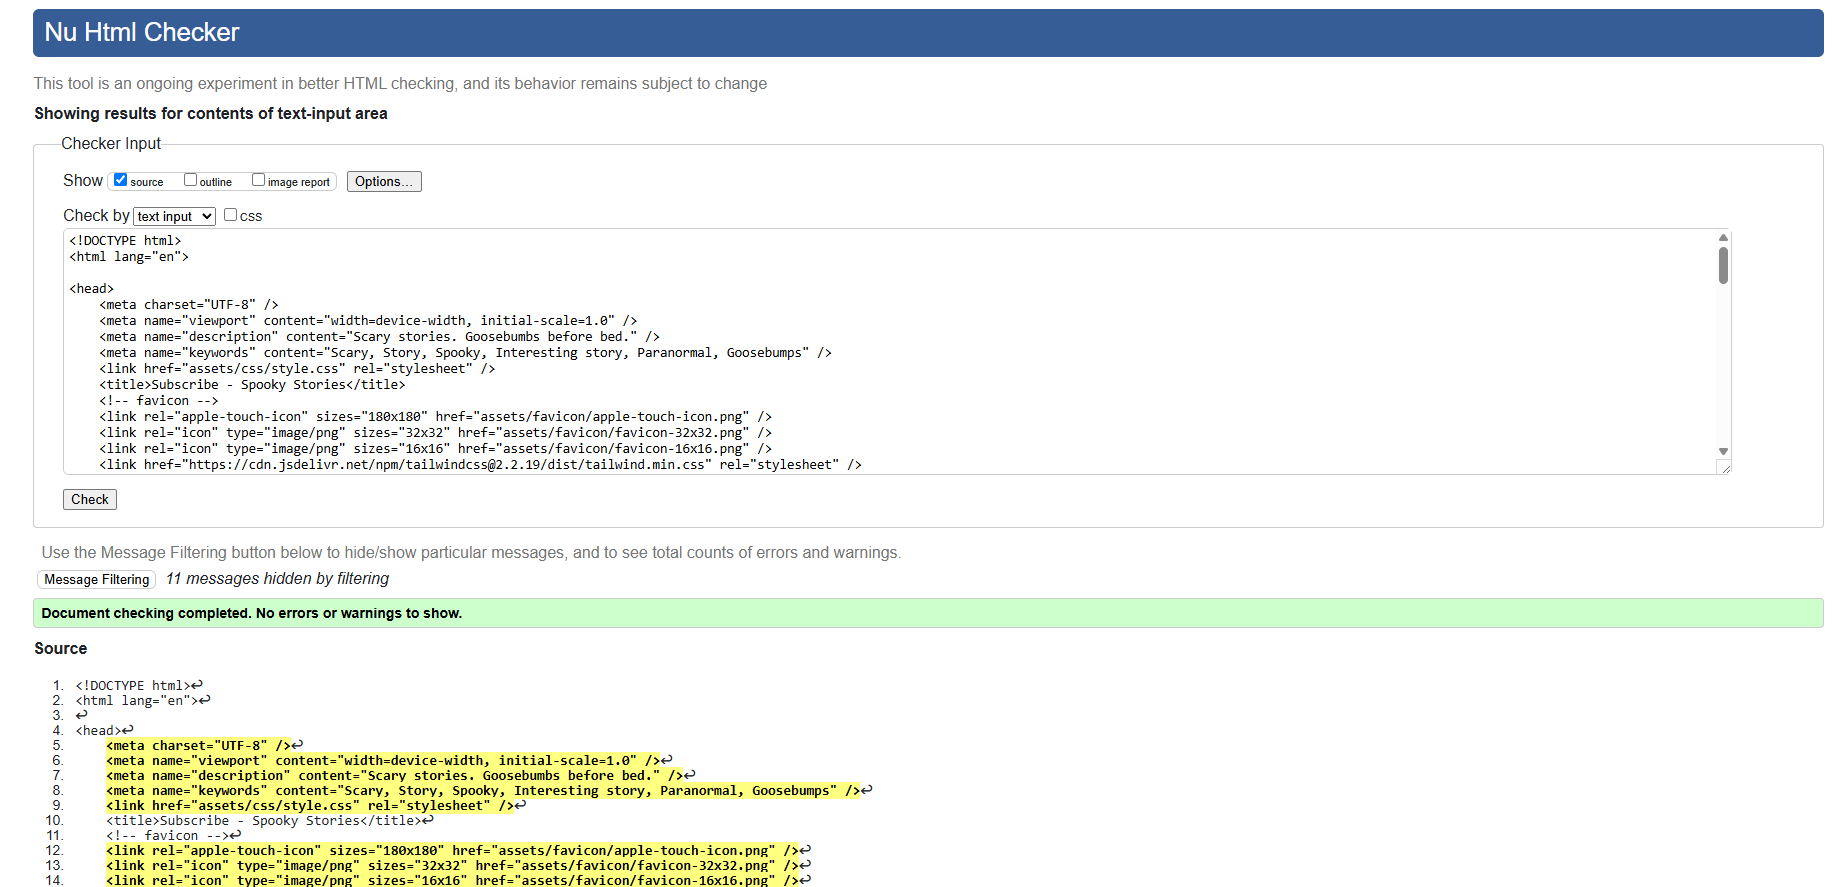 Nu Html Checker
This tool is an ongoing experiment in better HTML checking, and its behavior remains subject to change
Showing results for contents of text-input area
Checker Input
Show source outline image report Options...
Check by text input css
<!DOCTYPE html>
<html lang="en">
<head>
<meta charset="UTF-8" />
<meta name="viewport" content="width=device-width, initial-scale=1.0" />
<meta name="description" content="Scary stories. Goosebumbs before bed." />
<meta name="keywords" content="Scary, Story, Spooky, Interesting story, Paranormal, Goosebumps" />
<link href="assets/css/style.css" rel="stylesheet" />
<title>Subscribe - Spooky Stories</title>
<!-- favicon -->
<link rel="apple-touch-icon" sizes="180x180" href="assets/favicon/apple-touch-icon.png" />
<link rel="icon" type="image/png" sizes="32x32" href="assets/favicon/favicon-32x32.png" />
<link rel="icon" type="image/png" sizes="16x16" href="assets/favicon/favicon-16x16.png" />
<link href="https://cdn.jsdelivr.net/npm/tailwindcss@2.2.19/dist/tailwind.min.css" rel="stylesheet" />
Check
Use the Message Filtering button below to hide/show particular messages, and to see total counts of errors and warnings.
Message Filtering 11 messages hidden by filtering
Document checking completed. No errors or warnings to show.
Source
1. <!DOCTYPE html>↩
2. <html lang="en">↩
3. ↩
4. <head>↩
5. <meta charset="UTF-8" />↩
6. <meta name="viewport" content="width=device-width, initial-scale=1.0" />↩
7. <meta name="description" content="Scary stories. Goosebumbs before bed." />↩
8. <meta name="keywords" content="Scary, Story, Spooky, Interesting story, Paranormal, Goosebumps" />↩
9. <link href="assets/css/style.css" rel="stylesheet" />↩
10. <title>Subscribe - Spooky Stories</title>↩
11. <!-- favicon -->↩
12. <link rel="apple-touch-icon" sizes="180x180" href="assets/favicon/apple-touch-icon.png" />↩
13. <link rel="icon" type="image/png" sizes="32x32" href="assets/favicon/favicon-32x32.png" />↩
14. <link rel="icon" type="image/png" sizes="16x16" href="assets/favicon/favicon-16x16.png" />↩